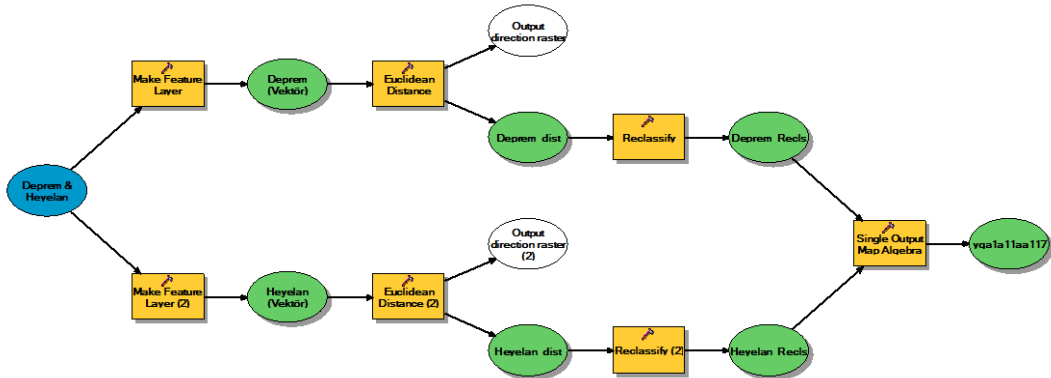 Output
direction raster
Make Feature
Layer
Deprem
(Vektör)
Euclidean
Distance
Deprem dist
Reclassify
Deprem Recls
Deprem &
Heyelan
Single Output
Map Algebra
yga1a11aa117
Output
direction raster
(2)
Make Feature
Layer (2)
Heyelan
(Vektör)
Euclidean
Distance (2)
Heyelan dist
Reclassify (2)
Heyelan Recls